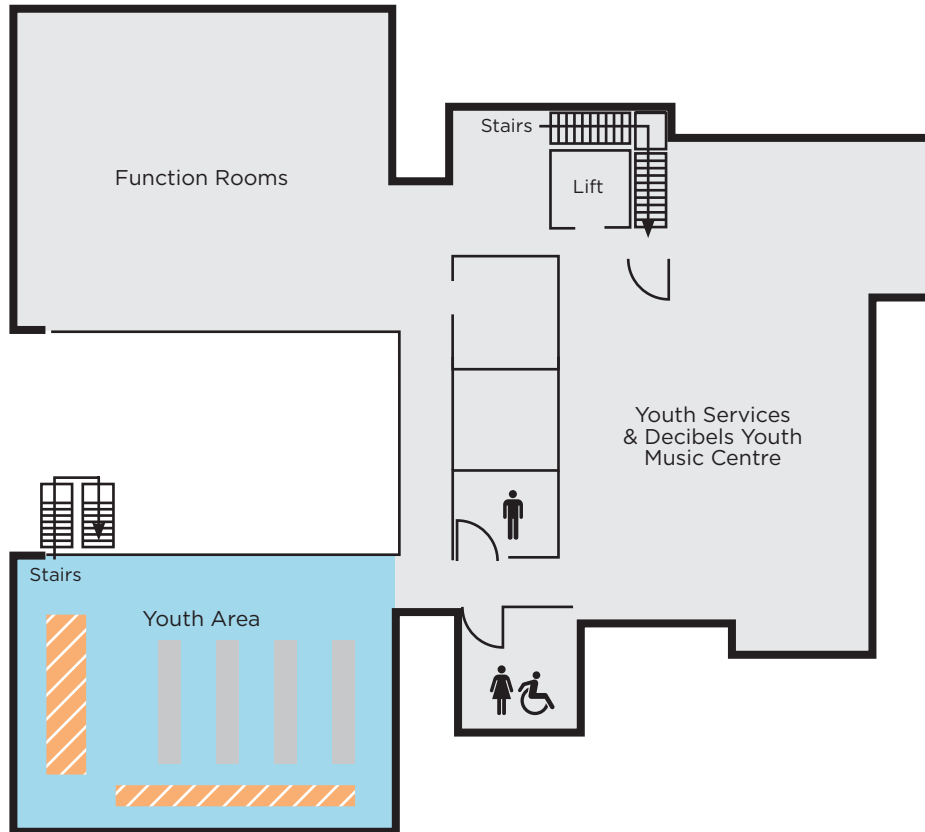 Stairs
Function Rooms
Lift
Youth Services
& Decibels Youth
Music Centre
Stairs
Youth Area